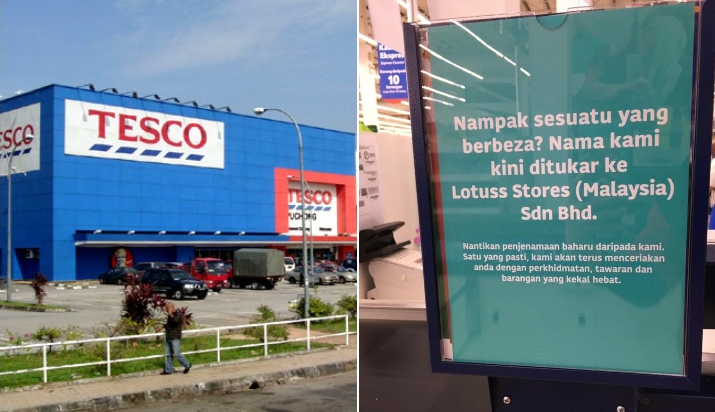 TESCO
TESCO
PUCHONG
Ekspres
10
Nampak sesuatu yang
berbeza? Nama kami
kini ditukar ke
Lotuss Stores (Malaysia)
Sdn Bhd.
Nantikan penjenamaan baharu daripada kami.
Satu yang pasti, kami akan terus menceriakan
anda dengan perkhidmatan, tawaran dan
barangan yang kekal hebat.